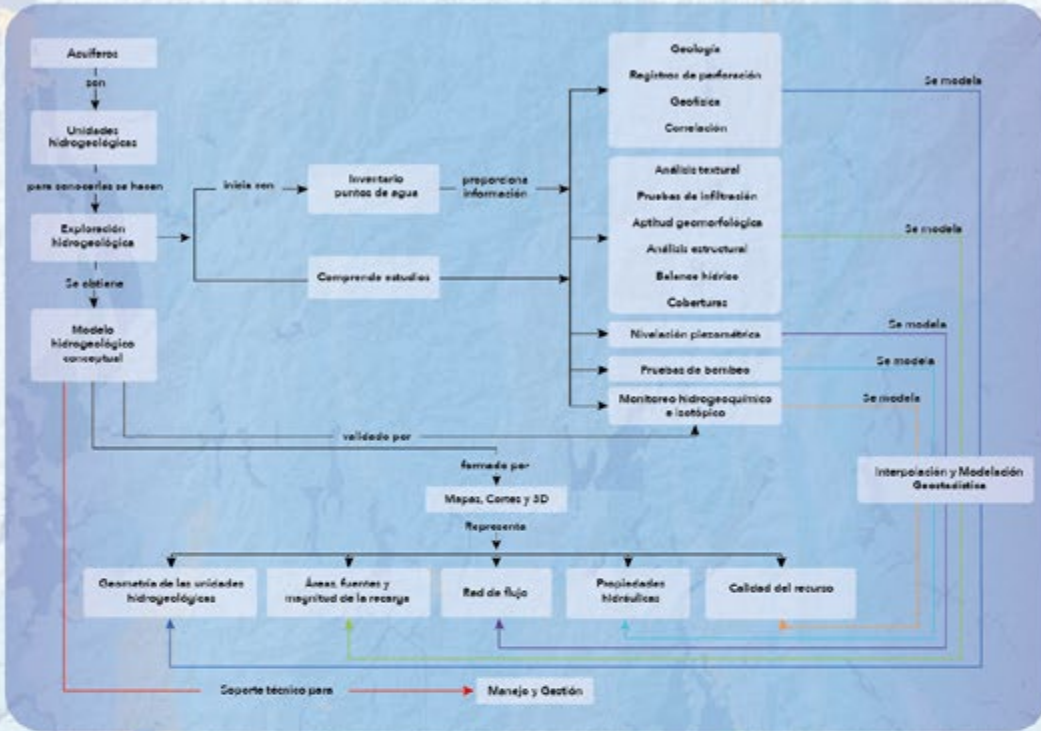 Acuíferos
son
Unidades
hidrogeológicas
para conocerlas se hacen
Exploración
hidrogeológica
Se obtiene
Modelo
hidrogeológico
conceptual
inicia con
Inventario
puntos de agua
proporciona
información
Comprende estudios
Geología
Registros de perforación
Geofísica
Correlación
Se modela
Análisis textural
Pruebas de infiltración
Aptitud geomorfológica
Análisis estructural
Balance hídrico
Coberturas
Se modela
Nivelación piezométrica
Se modela
Pruebas de bombeo
Se modela
Monitoreo hidrogeoquímico
e isotópico
Se modela
validado por
formado por
Mapas, Cortes y 3D
Representa
Interpolación y Modelación
Geostadística
Geometría de las unidades
hidrogeológicas
Áreas, fuentes y
magnitud de la recarga
Red de flujo
Propiedades
hidráulicas
Calidad del recurso
Soporte técnico para
Manejo y Gestión